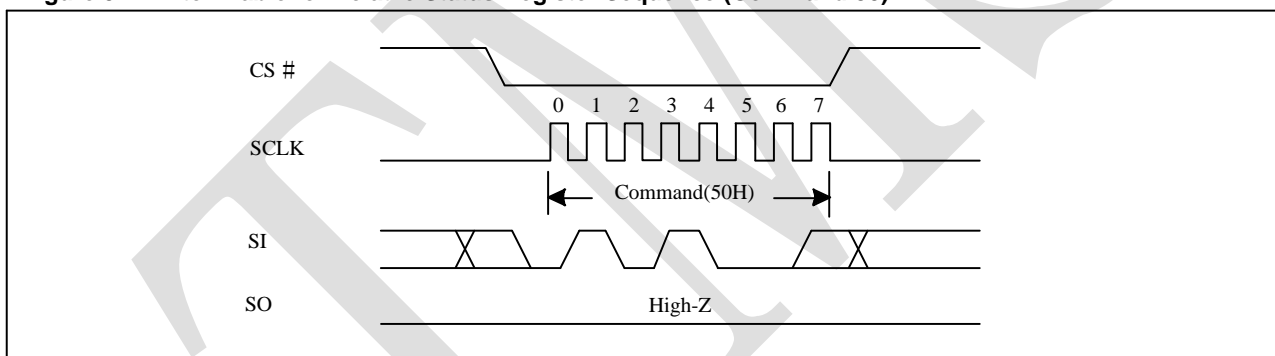 CS #
0 1 2 3 4 5 6 7
SCLK
Command(50H)
SI
SO
High-Z